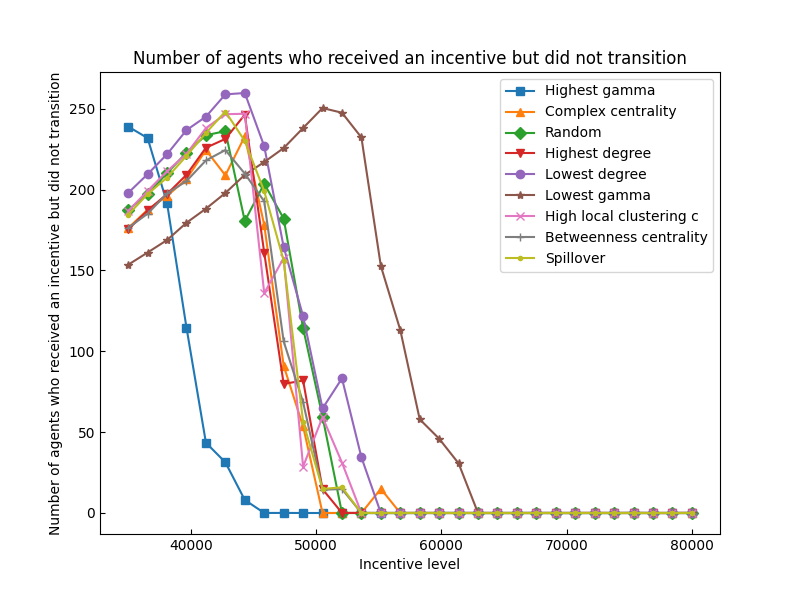 Number of agents who received an incentive but did not transition
Number of agents who received an incentive but did not transition
250
200
150
100
50
0
40000
50000
60000
70000
80000
Incentive level
Highest gamma
Complex centrality
Random
Highest degree
Lowest degree
Lowest gamma
High local clustering c
Betweenness centrality
Spillover